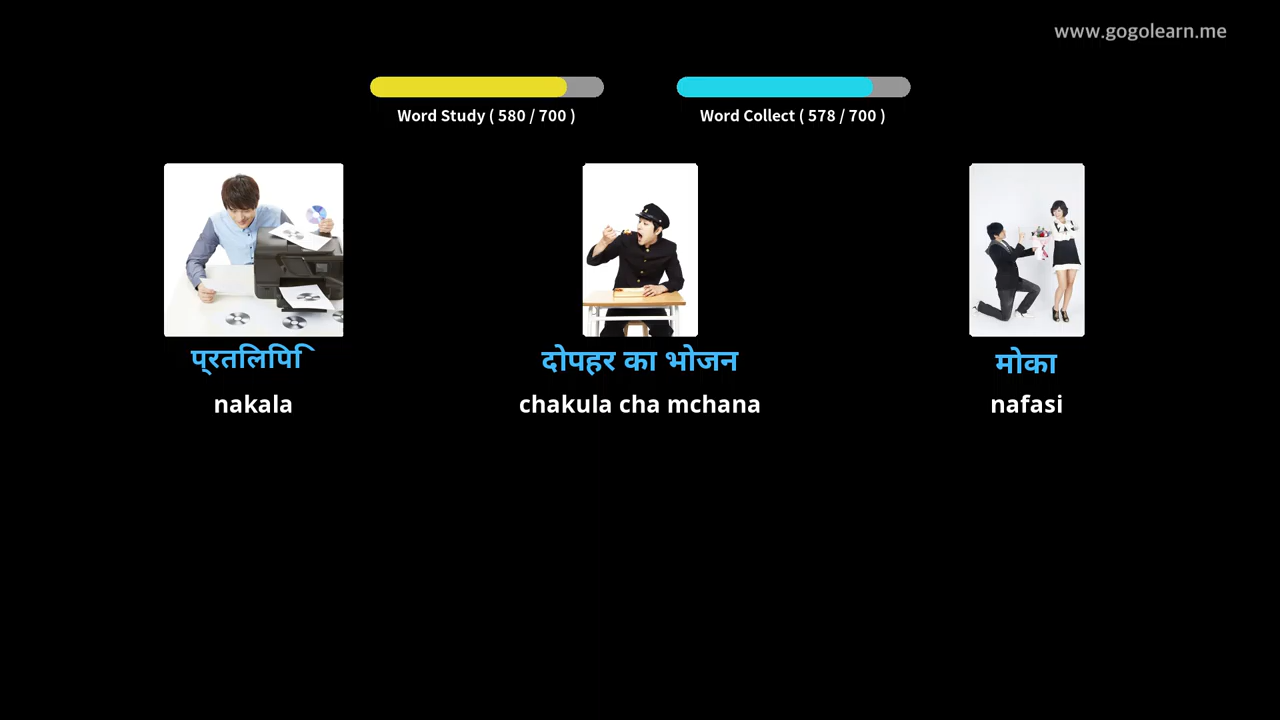 www.gogolearn.me
Word Study ( 580 / 700 )
Word Collect ( 578 / 700 )
प्रतलिपिि
दोपहर का भोजन
मोका
nakala
chakula cha mchana
nafasi